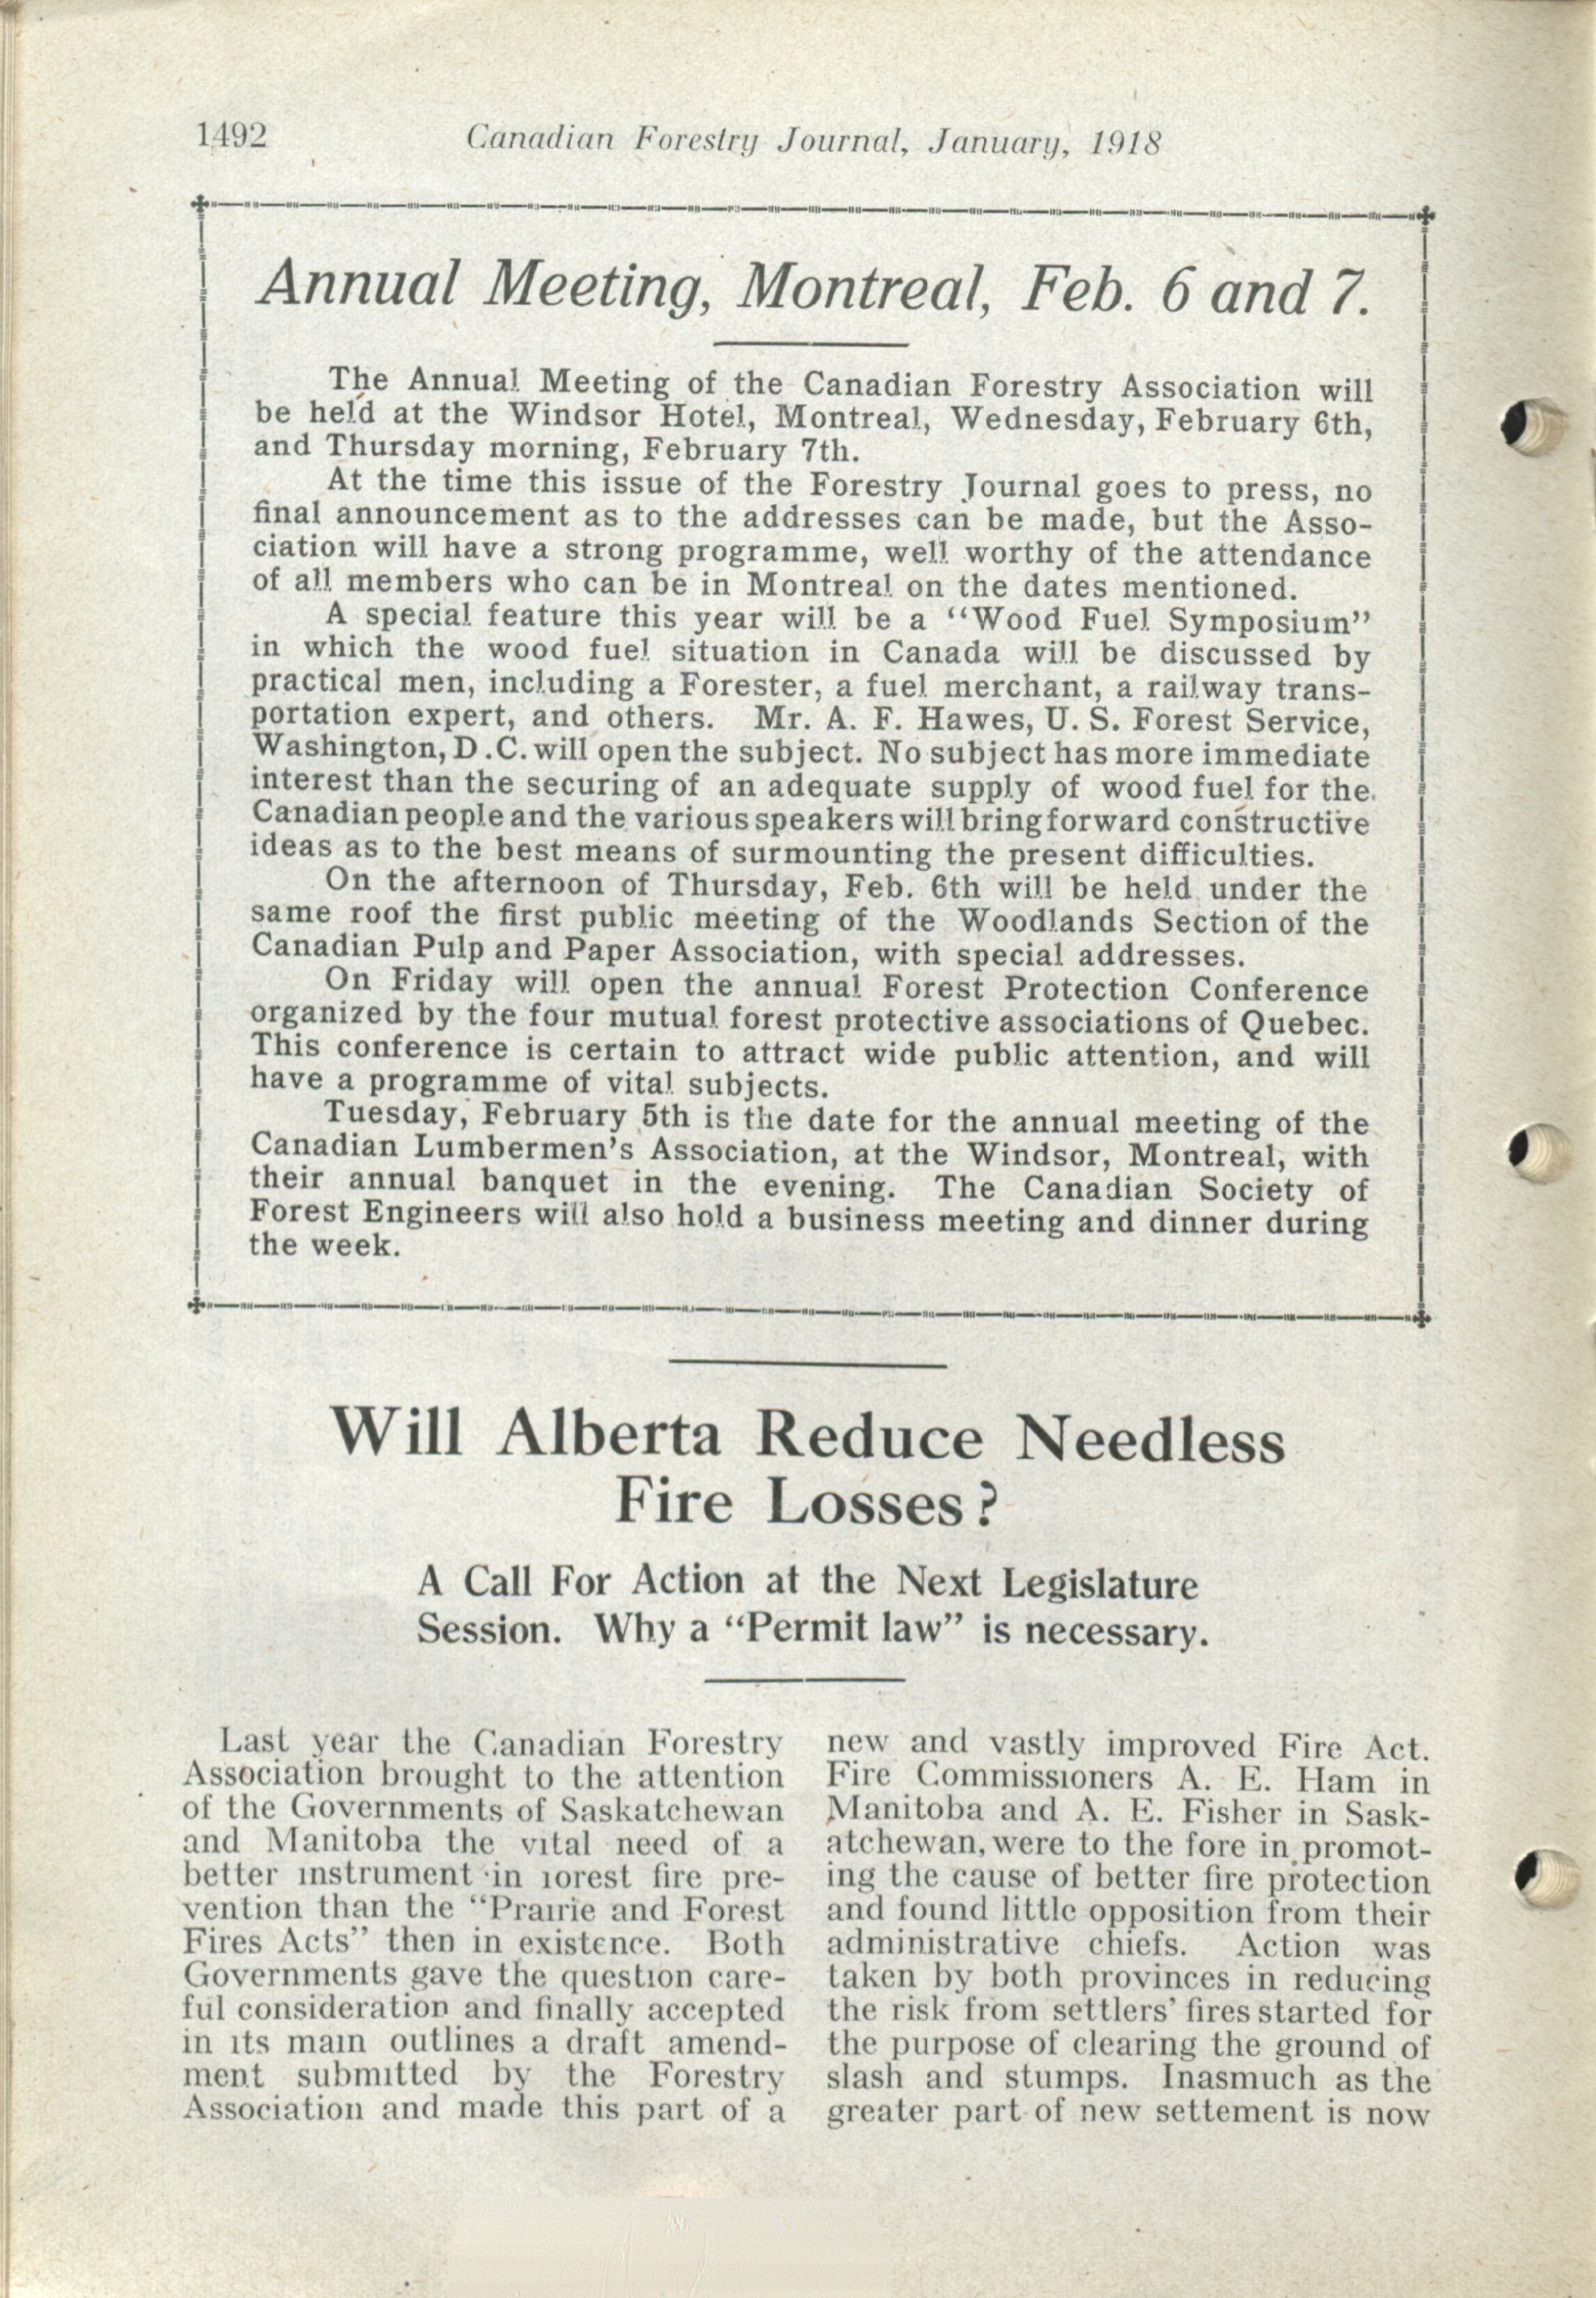 1492
Canadian Forestry Journal, January, 1918
Annual Meeting, Montreal, Feb. 6 and 7.
The Annual Meeting of the Canadian Forestry Association will
be held at the Windsor Hotel, Montreal, Wednesday, February 6th,
and Thursday morning, February 7th.
At the time this issue of the Forestry Journal goes to press, no
final announcement as to the addresses can be made, but the Asso-
ciation will have a strong programme, well worthy of the attendance
of all members who can be in Montreal on the dates mentioned.
A special feature this year will be a “Wood Fuel Symposium”
in which the wood fuel situation in Canada will be discussed by
practical men, including a Forester, a fuel merchant, a railway trans-
portation expert, and others. Mr. A. F. Hawes, U. S. Forest Service,
Washington, D.C. will open the subject. No subject has more immediate
interest than the securing of an adequate supply of wood fuel for the
Canadian people and the various speakers will bring forward constructive
ideas as to the best means of surmounting the present difficulties.
On the afternoon of Thursday, Feb. 6th will be held under the
same roof the first public meeting of the Woodlands Section of the
Canadian Pulp and Paper Association, with special addresses.
On Friday will open the annual Forest Protection Conference
organized by the four mutual forest protective associations of Quebec.
This conference is certain to attract wide public attention, and will
have a programme of vital subjects.
Tuesday, February 5th is the date for the annual meeting of the
Canadian Lumbermen's Association, at the Windsor, Montreal, with
their annual banquet in the evening. The Canadian Society of
Forest Engineers will also hold a business meeting and dinner during
the week.
Will Alberta Reduce Needless
Fire Losses?
A Call For Action at the Next Legislature
Session. Why a “Permit law” is necessary.
Last year the Canadian Forestry
Association brought to the attention
of the Governments of Saskatchewan
and Manitoba the vital need of a
better instrument in forest fire pre-
vention than the “Prairie and Forest
Fires Acts” then in existence. Both
Governments gave the question care-
ful consideration and finally accepted
in its main outlines a draft amend-
ment submitted by the Forestry
Association and made this part of a
new and vastly improved Fire Act.
Fire Commissioners A. E. Ham in
Manitoba and A. E. Fisher in Sask-
atchewan, were to the fore in promot-
ing the cause of better fire protection
and found little opposition from their
administrative chiefs. Action was
taken by both provinces in reducing
the risk from settlers' fires started for
the purpose of clearing the ground of
slash and stumps. Inasmuch as the
greater part of new settement is now